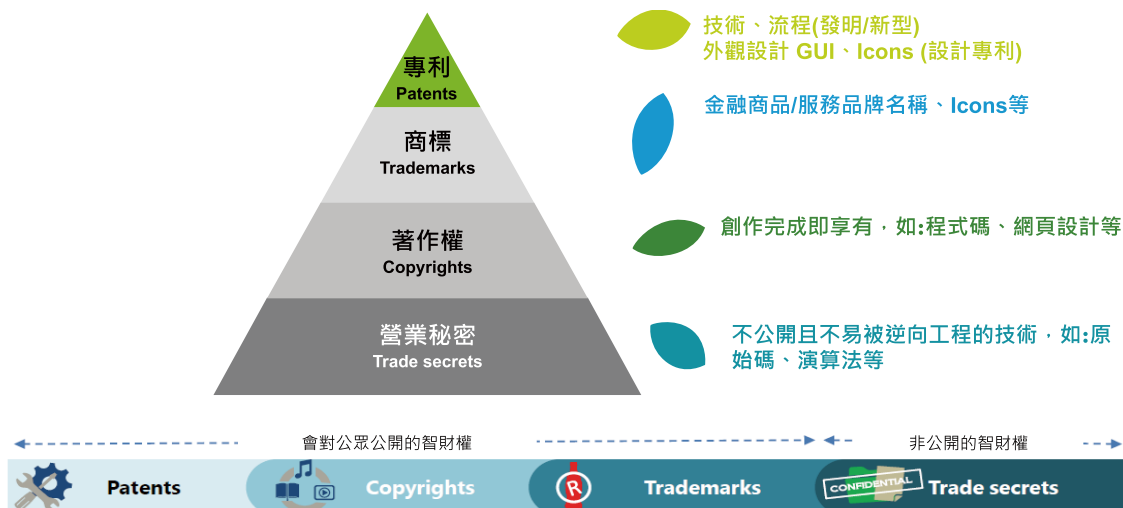 專利
Patents
技術、流程(發明/新型)
外觀設計 GUI、Icons (設計專利)
商標
Trademarks
金融商品/服務品牌名稱、Icons等
著作權
Copyrights
創作完成即享有，如:程式碼、網頁設計等
營業秘密
Trade secrets
不公開且不易被逆向工程的技術，如:原
始碼、演算法等
會對公眾公開的智財權
非公開的智財權
Patents
Copyrights
R
Trademarks
CONFIDENTIAL
Trade secrets